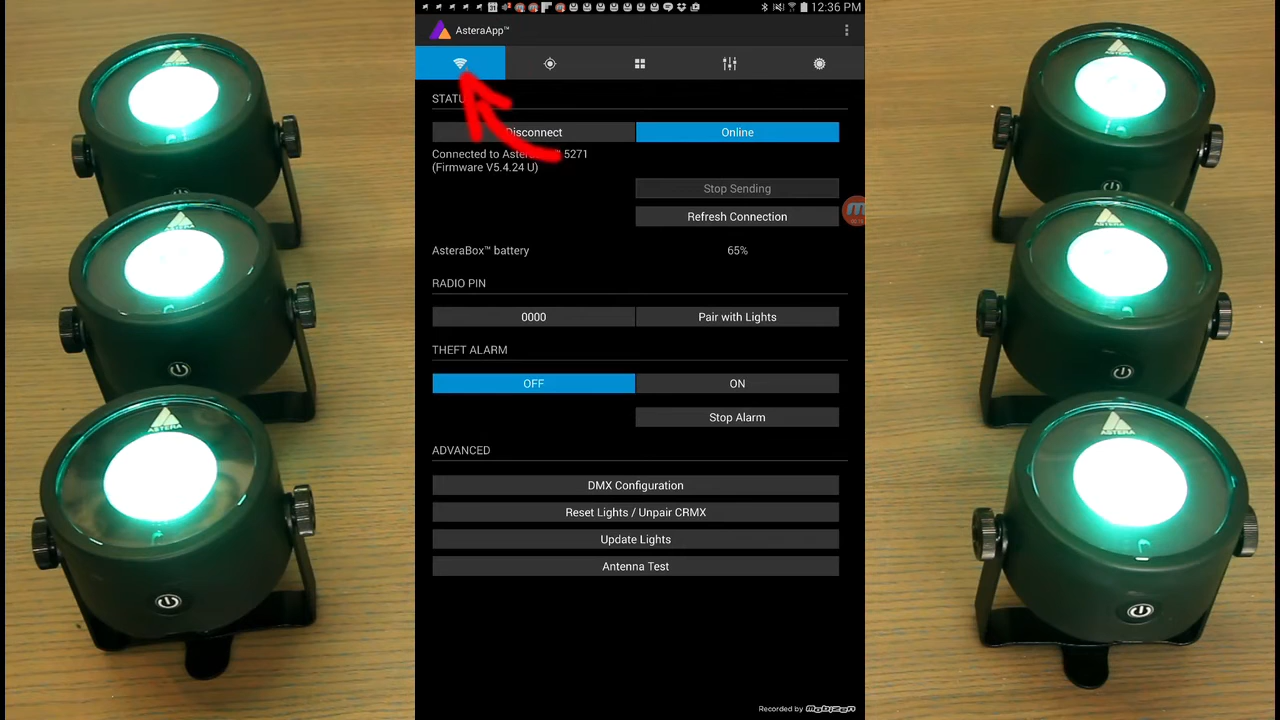 12:36 PM
AsteraApp™
STATU
Disconnect
Online
Connected to Aster 5271
(Firmware V5.4.24 U)
Stop Sending
Refresh Connection
AsteraBox™ battery
65%
RADIO PIN
0000
Pair with Lights
THEFT ALARM
OFF
ON
Stop Alarm
ADVANCED
DMX Configuration
Reset Lights / Unpair CRMX
Update Lights
Antenna Test
Recorded by Mobizen
ASTERA
ASTERA